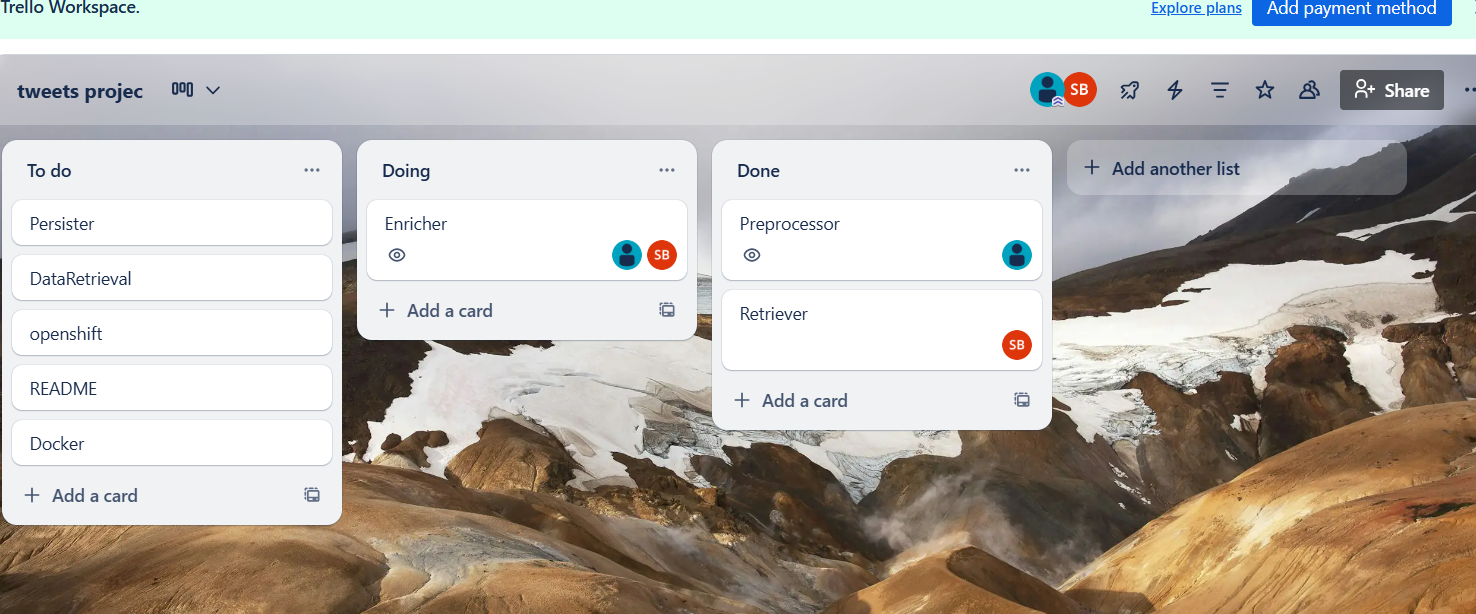 Trello Workspace.
Explore plans
Add payment method
tweets projec
SB
Share
To do
Persister
DataRetrieval
openshift
README
Docker
Add a card
Doing
Enricher
SB
Add a card
Done
Preprocessor
Retriever
SB
Add a card
Add another list